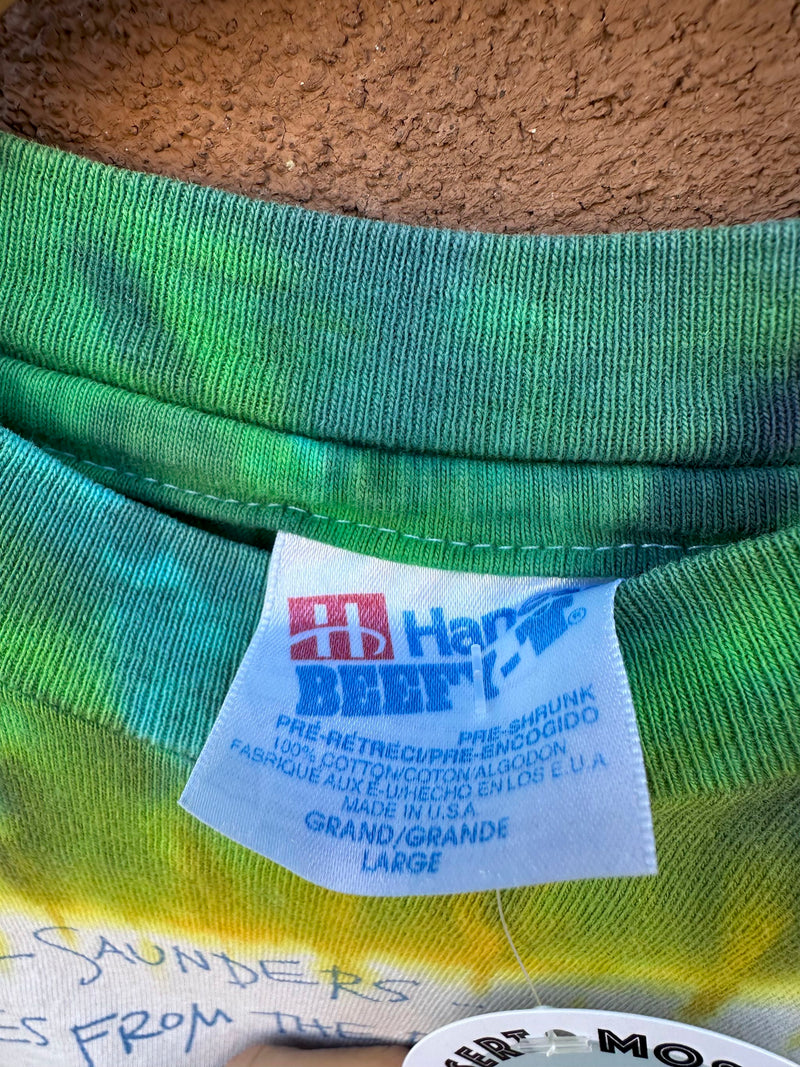 H Hanes
BEEFY-T®
PRE-SHRUNK
PRÉ-RÉTRÉCI/PRE-ENCOGIDO
100% COTTON/COTON/ALGODON
FABRIQUE AUX E-U/HECHO EN LOS E.U.A
MADE IN U.S.A
GRAND/GRANDE
LARGE
-SAUNDERS
FROM THE